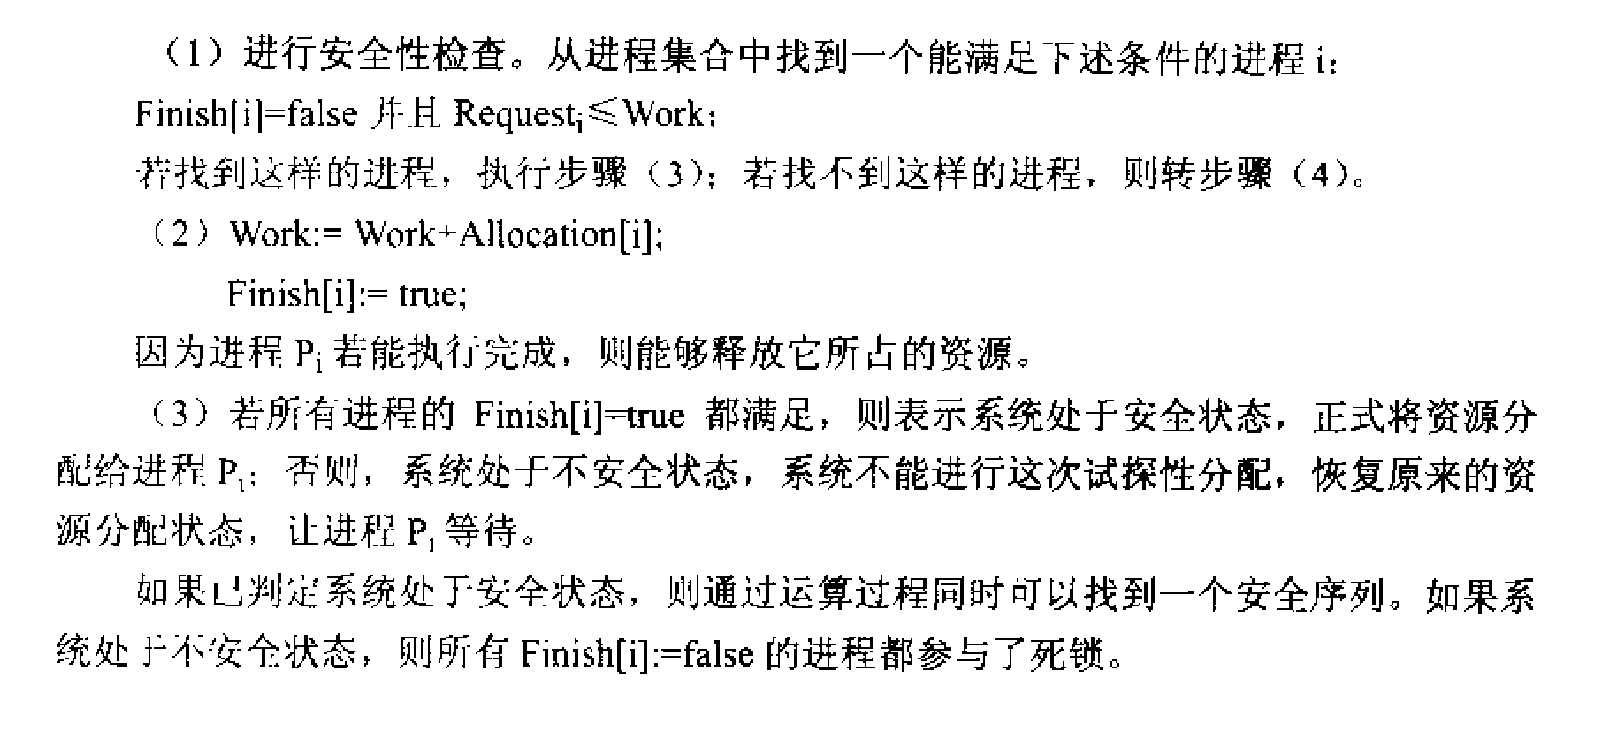 （1）进行安全性检查。从进程集合中找到一个能满足下述条件的进程 i：
Finish[i]=false 并且 Requesti≤Work；
若找到这样的进程，执行步骤（3）；若找不到这样的进程，则转步骤（4）。
（2）Work:= Work+Allocation[i];
Finish[i]:= true;
因为进程 Pi 若能执行完成，则能够释放它所占的资源。
（3）若所有进程的 Finish[i]=true 都满足，则表示系统处于安全状态，正式将资源分
配给进程 Pi；否则，系统处于不安全状态，系统不能进行这次试探性分配，恢复原来的资
源分配状态，让进程 Pi 等待。
如果已判定系统处于安全状态，则通过运算过程同时可以找到一个安全序列。如果系
统处于不安全状态，则所有 Finish[i]:=false 的进程都参与了死锁。